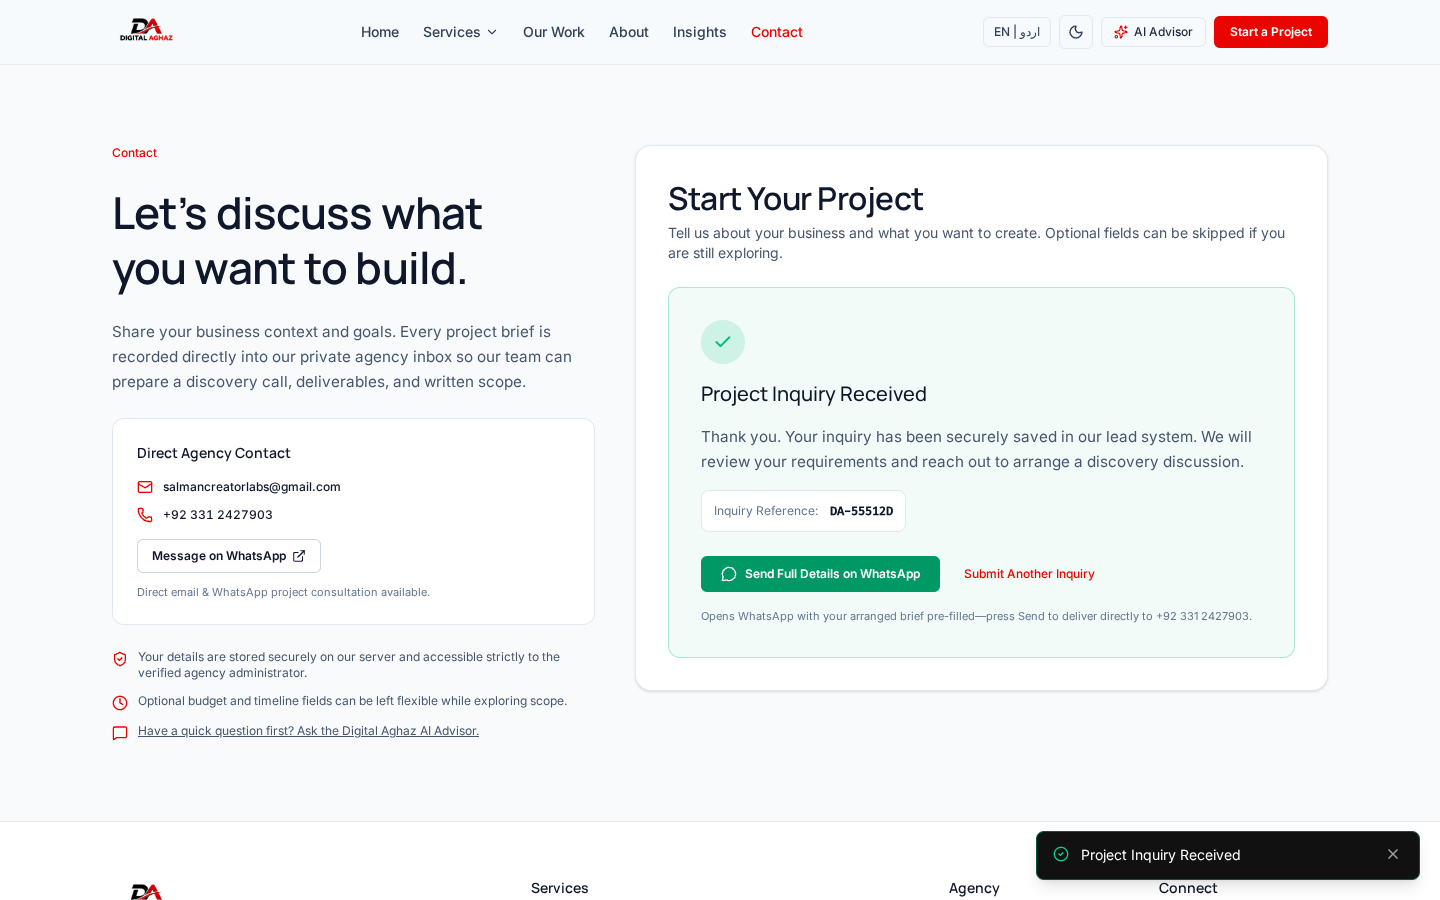 DA
DIGITAL AGHAZ
Home
Services
Our Work
About
Insights
Contact
EN | اردو
AI Advisor
Start a Project
Contact
Let's discuss what
you want to build.
Share your business context and goals. Every project brief is
recorded directly into our private agency inbox so our team can
prepare a discovery call, deliverables, and written scope.
Direct Agency Contact
salmancreatorlabs@gmail.com
+92 331 2427903
Message on WhatsApp
Direct email & WhatsApp project consultation available.
Your details are stored securely on our server and accessible strictly to the
verified agency administrator.
Optional budget and timeline fields can be left flexible while exploring scope.
Have a quick question first? Ask the Digital Aghaz AI Advisor.
Start Your Project
Tell us about your business and what you want to create. Optional fields can be skipped if you
are still exploring.
Project Inquiry Received
Thank you. Your inquiry has been securely saved in our lead system. We will
review your requirements and reach out to arrange a discovery discussion.
Inquiry Reference: DA-55512D
Send Full Details on WhatsApp
Submit Another Inquiry
Opens WhatsApp with your arranged brief pre-filled—press Send to deliver directly to +92 331 2427903.
Project Inquiry Received
DA
Services
Agency
Connect